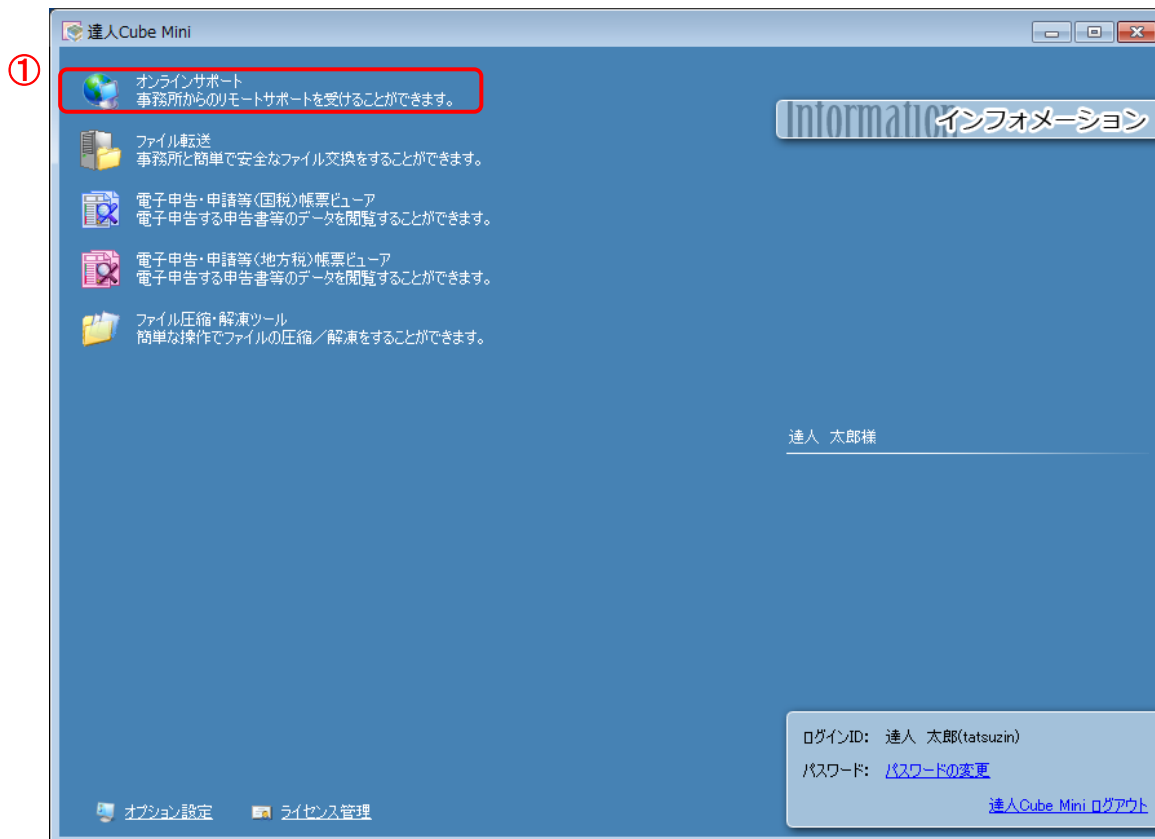 達人Cube Mini
①
オンラインサポート
事務所からのリモートサポートを受けることができます。
ファイル転送
事務所と簡単で安全なファイル交換をすることができます。
電子申告・申請等(国税)帳票ビューア
電子申告する申告書等のデータを閲覧することができます。
電子申告・申請等(地方税)帳票ビューア
電子申告する申告書等のデータを閲覧することができます。
ファイル圧縮・解凍ツール
簡単な操作でファイルの圧縮/解凍をすることができます。
オプション設定 ライセンス管理
Information インフォメーション
達人 太郎様
ログインID: 達人 太郎(tatsuzin)
パスワード: パスワードの変更
達人Cube Mini ログアウト